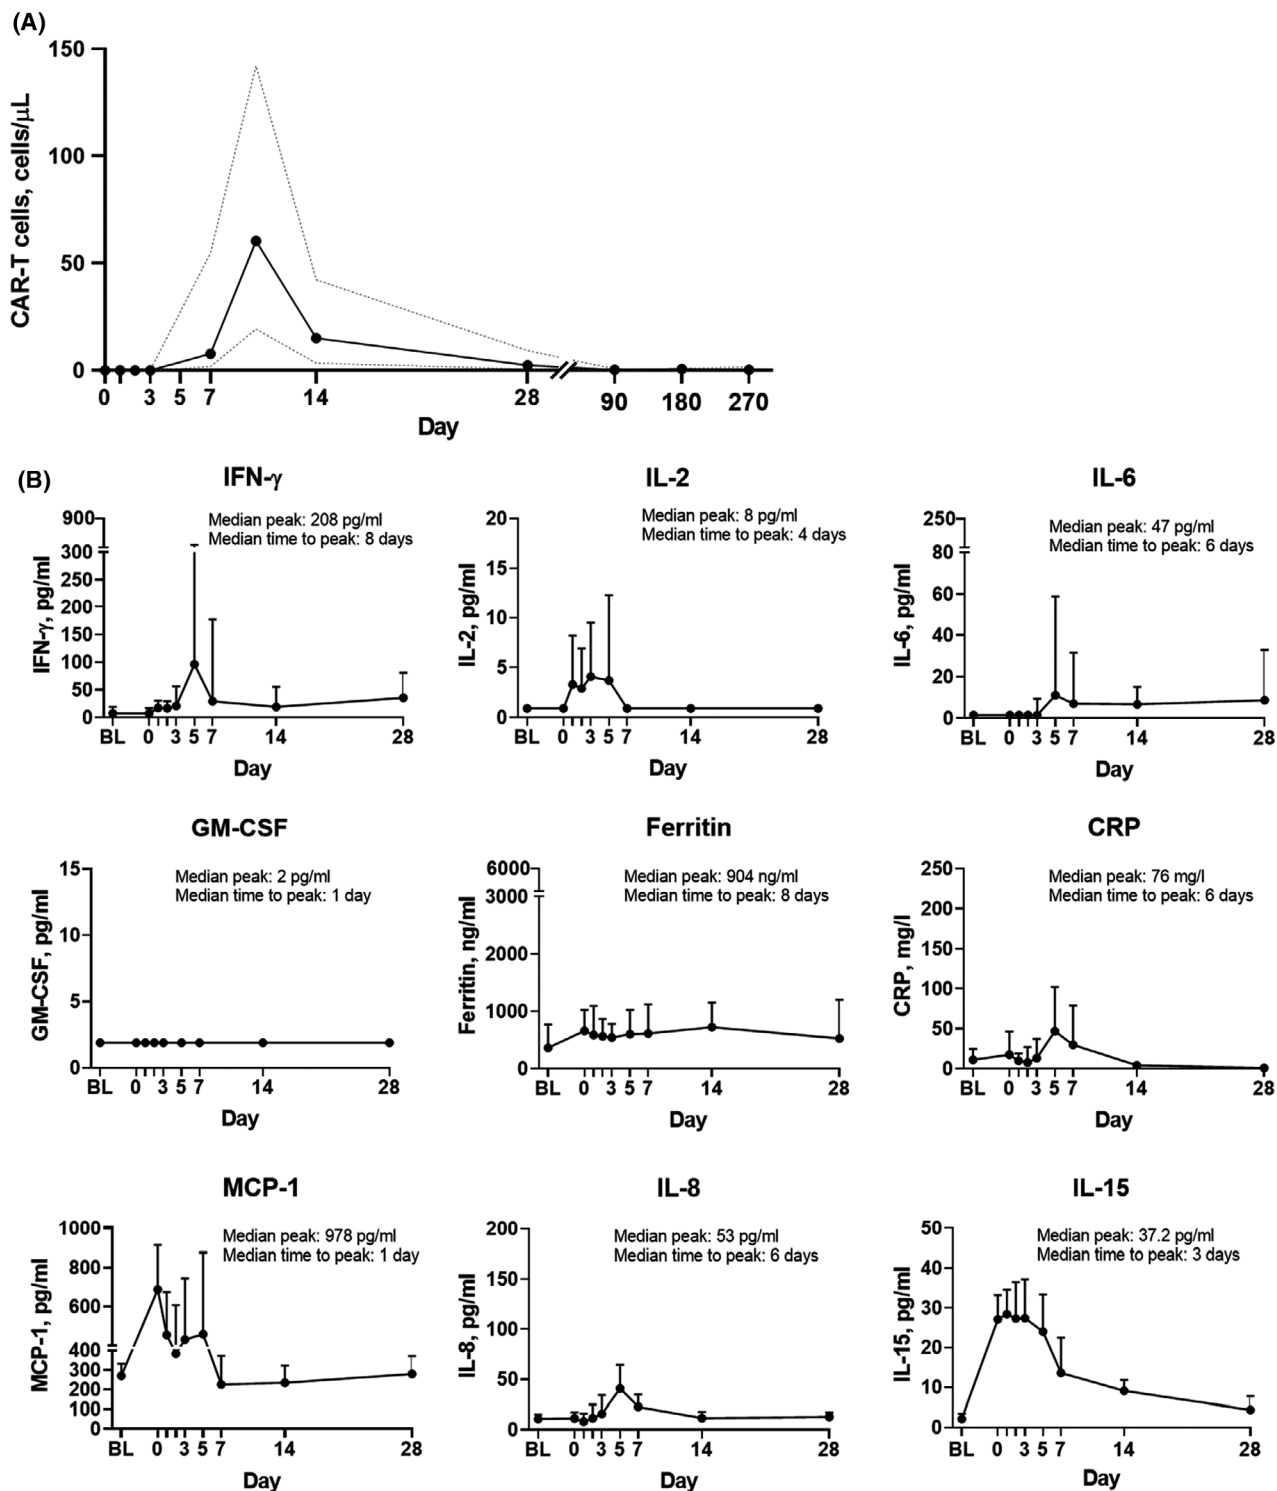 (A)
150
100
50
0
CAR-T cells, cells/μL
0 3 5 7 14 28 90 180 270
Day
(B)
IFN-γ
Median peak: 208 pg/ml
Median time to peak: 8 days
900
300
250
200
150
100
50
0
IFN-γ, pg/ml
BL 0 3 5 7 14 28
Day
IL-2
Median peak: 8 pg/ml
Median time to peak: 4 days
20
15
10
5
0
IL-2, pg/ml
BL 0 3 5 7 14 28
Day
IL-6
Median peak: 47 pg/ml
Median time to peak: 6 days
250
80
60
40
20
0
IL-6, pg/ml
BL 0 3 5 7 14 28
Day
GM-CSF
Median peak: 2 pg/ml
Median time to peak: 1 day
15
10
5
0
GM-CSF, pg/ml
BL 0 3 5 7 14 28
Day
Ferritin
Median peak: 904 ng/ml
Median time to peak: 8 days
6000
3000
2000
1000
0
Ferritin, ng/ml
BL 0 3 5 7 14 28
Day
CRP
Median peak: 76 mg/l
Median time to peak: 6 days
250
200
150
100
50
0
CRP, mg/l
BL 0 3 5 7 14 28
Day
MCP-1
Median peak: 978 pg/ml
Median time to peak: 1 day
1000
800
600
400
300
200
100
0
MCP-1, pg/ml
BL 0 3 5 7 14 28
Day
IL-8
Median peak: 53 pg/ml
Median time to peak: 6 days
200
150
100
50
0
IL-8, pg/ml
BL 0 3 5 7 14 28
Day
IL-15
Median peak: 37.2 pg/ml
Median time to peak: 3 days
50
40
30
20
10
0
IL-15, pg/ml
BL 0 3 5 7 14 28
Day